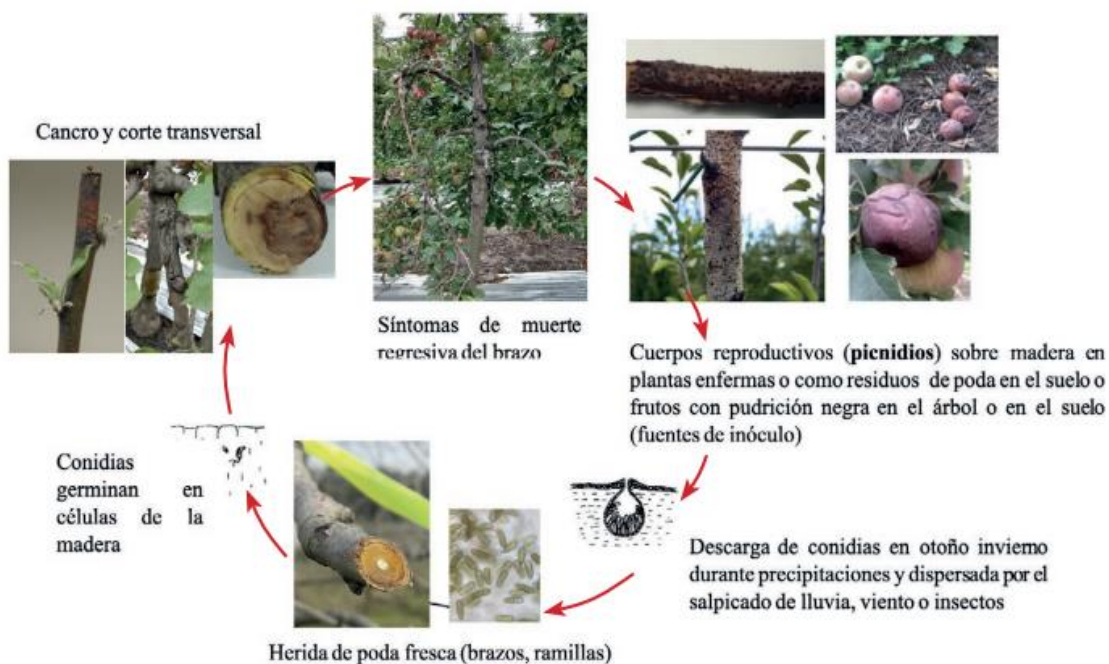 Cancro y corte transversal
Síntomas de muerte
regresiva del brazo
Cuerpos reproductivos (picnidios) sobre madera en
plantas enfermas o como residuos de poda en el suelo o
frutos con pudrición negra en el árbol o en el suelo
(fuentes de inóculo)
Descarga de conidias en otoño invierno
durante precipitaciones y dispersada por el
salpicado de lluvia, viento o insectos
Herida de poda fresca (brazos, ramillas)
Conidias
germinan en
células de la
madera